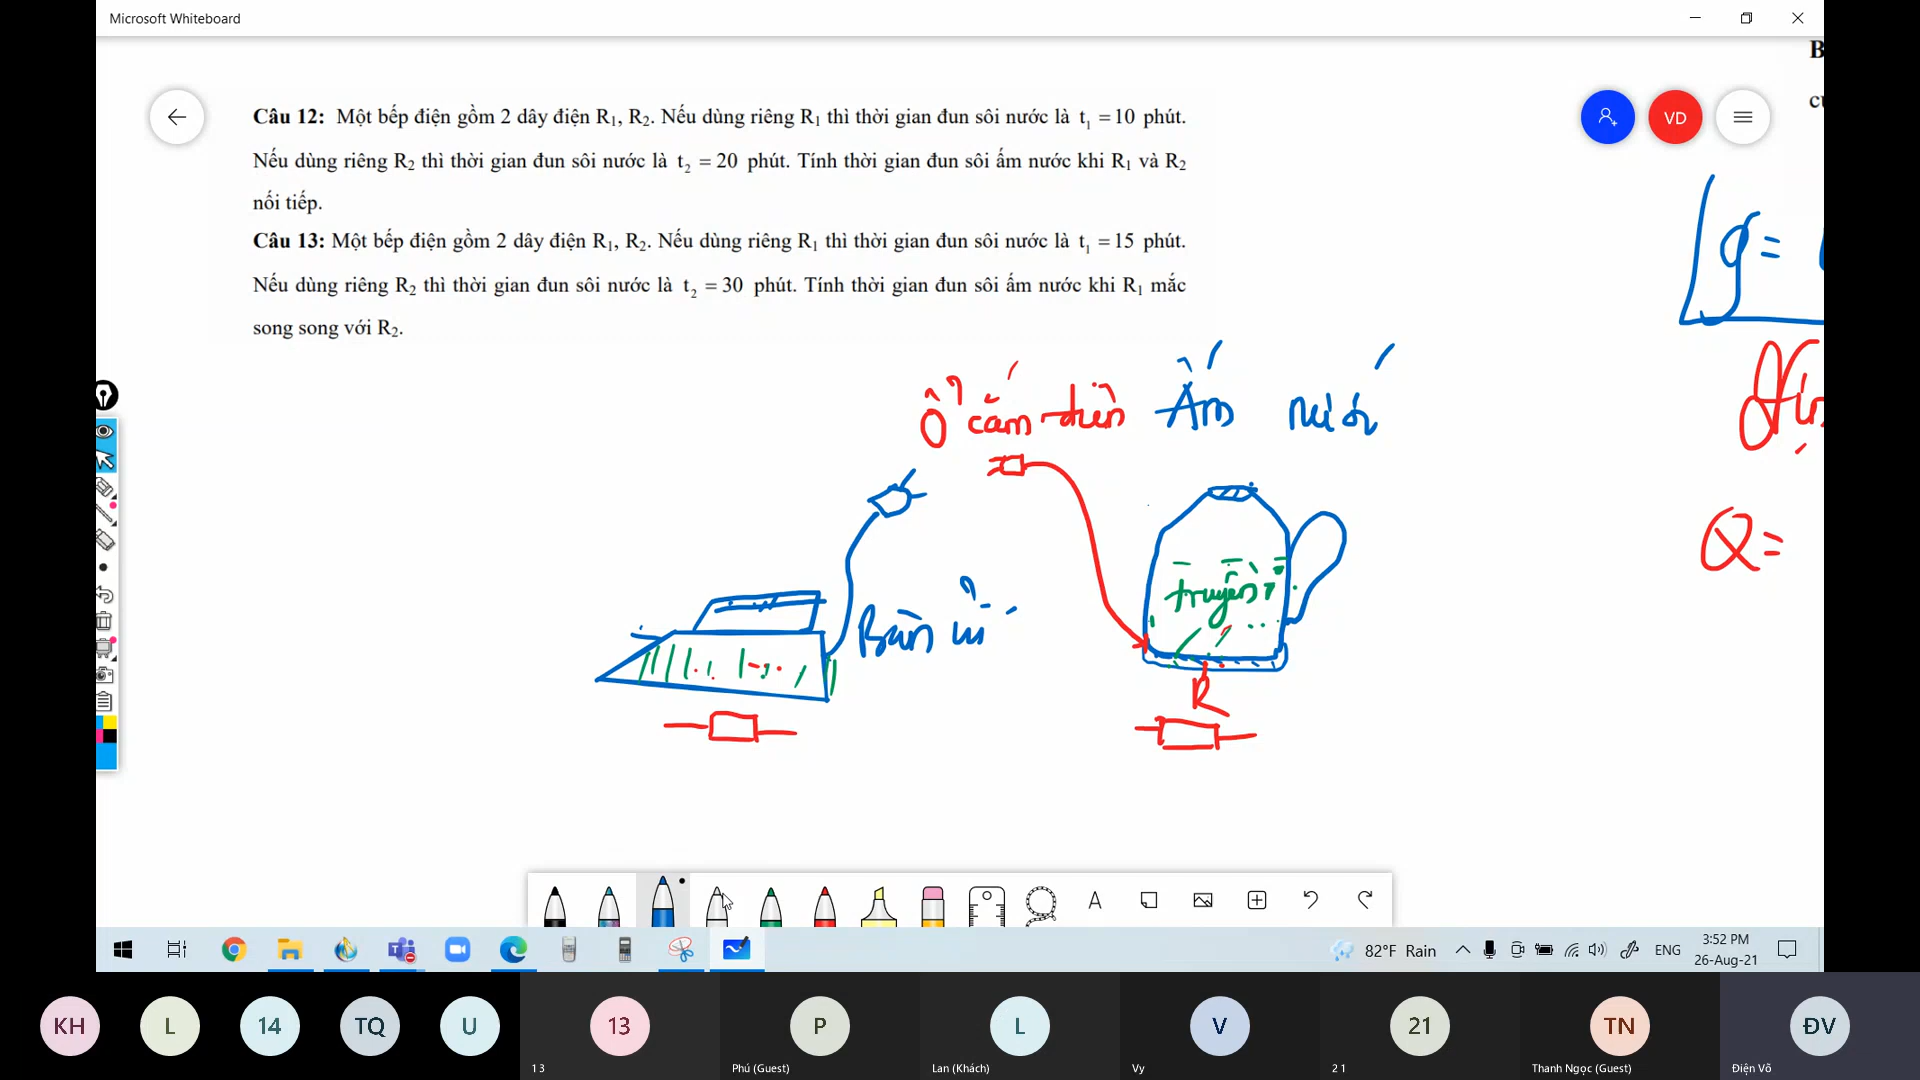 Microsoft Whiteboard
B
Câu 12: Một bếp điện gồm 2 dây điện R₁, R₂. Nếu dùng riêng R₁ thì thời gian đun sôi nước là t₁ = 10 phút.
Nếu dùng riêng R₂ thì thời gian đun sôi nước là t₂ = 20 phút. Tính thời gian đun sôi ấm nước khi R₁ và R₂
nối tiếp.
Câu 13: Một bếp điện gồm 2 dây điện R₁, R₂. Nếu dùng riêng R₁ thì thời gian đun sôi nước là t₁ = 15 phút.
Nếu dùng riêng R₂ thì thời gian đun sôi nước là t₂ = 30 phút. Tính thời gian đun sôi ấm nước khi R₁ mắc
song song với R₂.
VD
q =
Ổ cắm điện
Ấm nước
Q =
Bàn ủi
R
A
82°F Rain
ENG
3:52 PM
26-Aug-21
KH
L
14
TQ
U
13
P
L
V
21
TN
ĐV
13
Phú (Guest)
Lan (Khách)
Vy
21
Thanh Ngọc (Guest)
Điện Võ